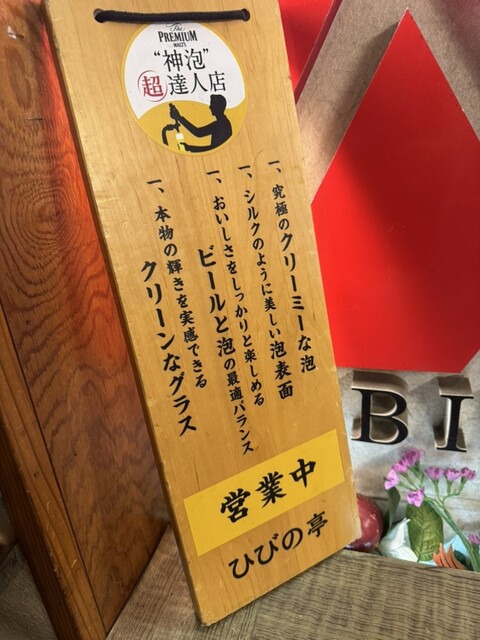 The
PREMIUM
MALT'S
“神泡”
超達人店
一、究極のクリーミーな泡
一、シルクのように美しい泡表面
一、おいしさをしっかりと楽しめる
ビールと泡の最適バランス
一、本物の輝きを実感できる
クリーンなグラス
営業中
ひびの亭
BI